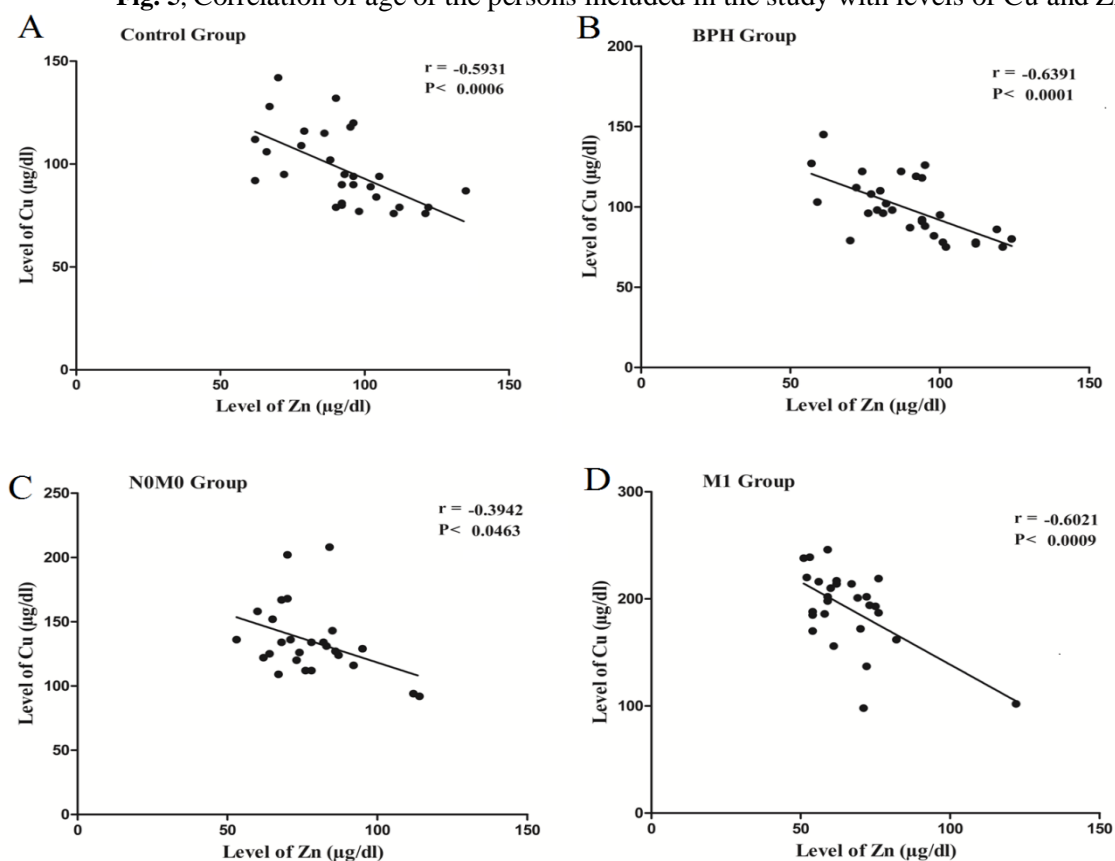 Fig. 5, Correlation of age of the persons included in the study with levels of Cu and Z
A
Control Group
r = -0.5931
P< 0.0006
150
100
50
0
0
50
100
150
Level of Cu (µg/dl)
Level of Zn (µg/dl)
B
BPH Group
r = -0.6391
P< 0.0001
200
150
100
50
0
0
50
100
150
Level of Cu (µg/dl)
Level of Zn (µg/dl)
C
N0M0 Group
r = -0.3942
P< 0.0463
250
200
150
100
50
0
0
50
100
150
Level of Cu (µg/dl)
Level of Zn (µg/dl)
D
M1 Group
r = -0.6021
P< 0.0009
300
200
100
0
0
50
100
150
Level of Cu (µg/dl)
Level of Zn (µg/dl)